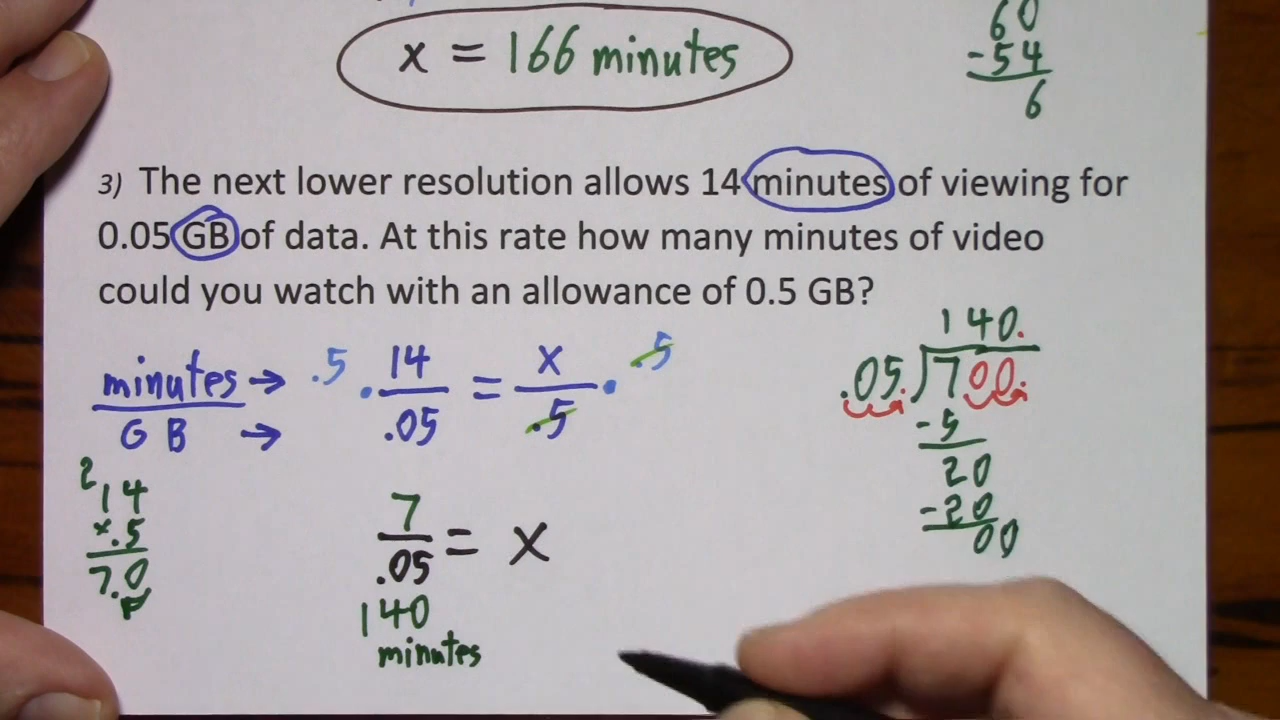 x = 166 minutes
60
-54
6
3) The next lower resolution allows 14 minutes of viewing for
0.05 GB of data. At this rate how many minutes of video
could you watch with an allowance of 0.5 GB?
minutes →
GB →
.5 · 14/.05 = x/.5 · .5
7/.05 = x
140
minutes
2
14
x .5
7.0
140.
.05.)700.
-5
20
-20
00